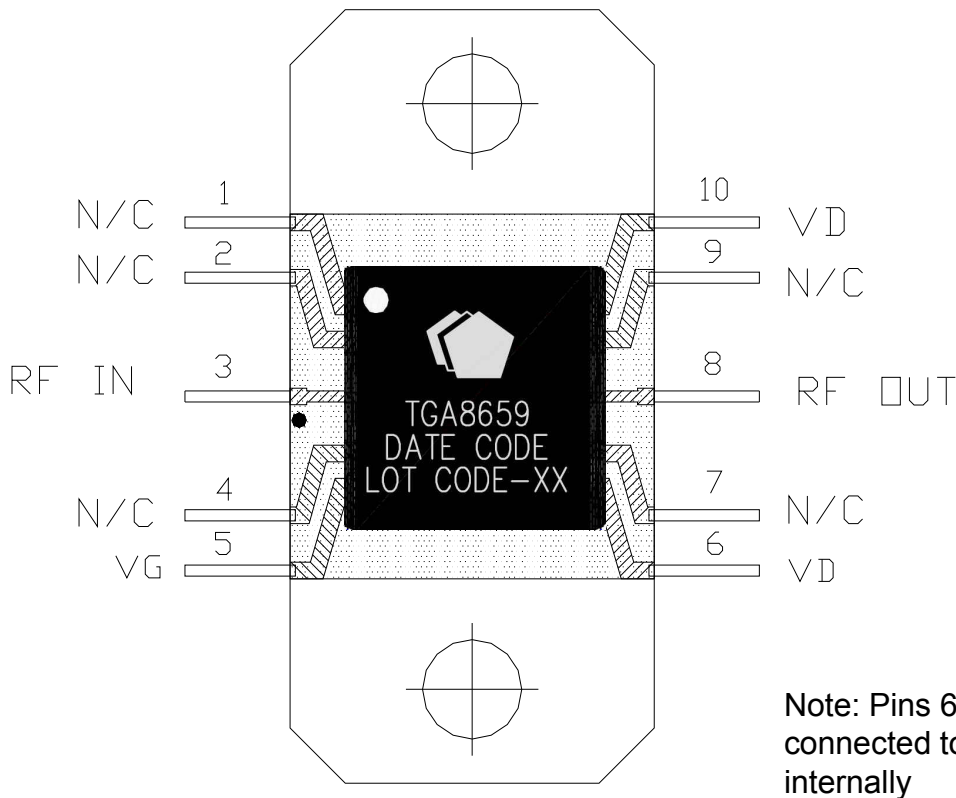 1
N/C
10
VD
2
N/C
9
N/C
3
RF IN
8
RF OUT
TGA8659
DATE CODE
LOT CODE-XX
4
N/C
7
N/C
5
VG
6
VD
Note: Pins 6
connected to
internally